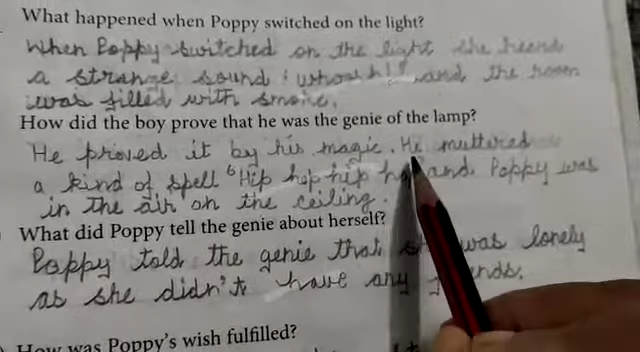 What happened when Poppy switched on the light?
When Poppy switched on the light she heard
a strange sound 'whoosh!' and the room
was filled with smoke.
How did the boy prove that he was the genie of the lamp?
He proved it by his magic. He muttered
a kind of spell "Hip hop hip and Poppy was
in the air on the ceiling.
What did Poppy tell the genie about herself?
Poppy told the genie that was lonely
as she didn't have any
How was Poppy's wish fulfilled?